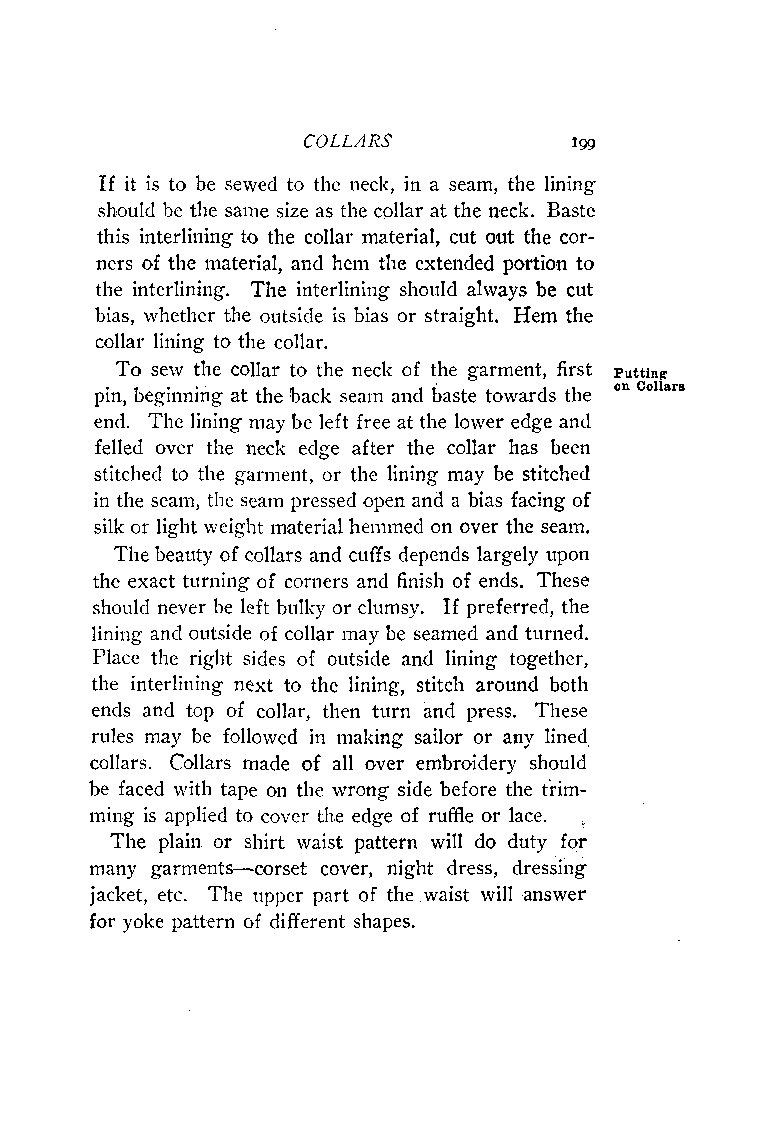 COLLARS 199
If it is to be sewed to the neck, in a seam, the lining
should be the same size as the collar at the neck. Baste
this interlining to the collar material, cut out the cor-
ners of the material, and hem the extended portion to
the interlining. The interlining should always be cut
bias, whether the outside is bias or straight. Hem the
collar lining to the collar.
To sew the collar to the neck of the garment, first
Putting
on Collars
pin, beginning at the back seam and baste towards the
end. The lining may be left free at the lower edge and
felled over the neck edge after the collar has been
stitched to the garment, or the lining may be stitched
in the seam, the seam pressed open and a bias facing of
silk or light weight material hemmed on over the seam.
The beauty of collars and cuffs depends largely upon
the exact turning of corners and finish of ends. These
should never be left bulky or clumsy. If preferred, the
lining and outside of collar may be seamed and turned.
Place the right sides of outside and lining together,
the interlining next to the lining, stitch around both
ends and top of collar, then turn and press. These
rules may be followed in making sailor or any lined
collars. Collars made of all over embroidery should
be faced with tape on the wrong side before the trim-
ming is applied to cover the edge of ruffle or lace.
The plain or shirt waist pattern will do duty for
many garments—corset cover, night dress, dressing
jacket, etc. The upper part of the waist will answer
for yoke pattern of different shapes.